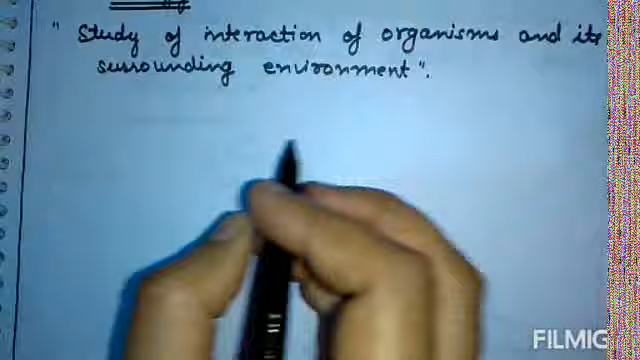 " Study of interaction of organisms and its
surrounding environment".
FILMIG